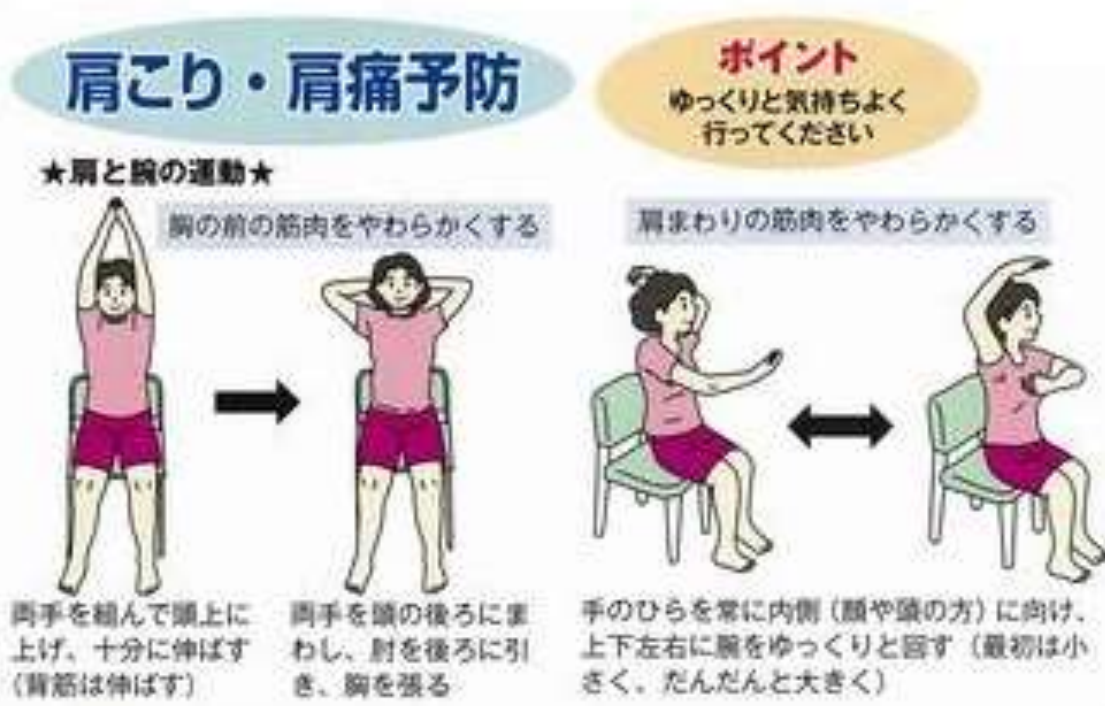 肩こり・肩痛予防
ポイント
ゆっくりと気持ちよく
行ってください
★肩と腕の運動★
胸の前の筋肉をやわらかくする
両手を組んで頭上に
上げ、十分に伸ばす
（背筋は伸ばす）
両手を頭の後ろにま
わし、肘を後ろに引
き、胸を張る
肩まわりの筋肉をやわらかくする
手のひらを常に内側（顔や頭の方）に向け、
上下左右に腕をゆっくりと回す（最初は小
さく、だんだんと大きく）